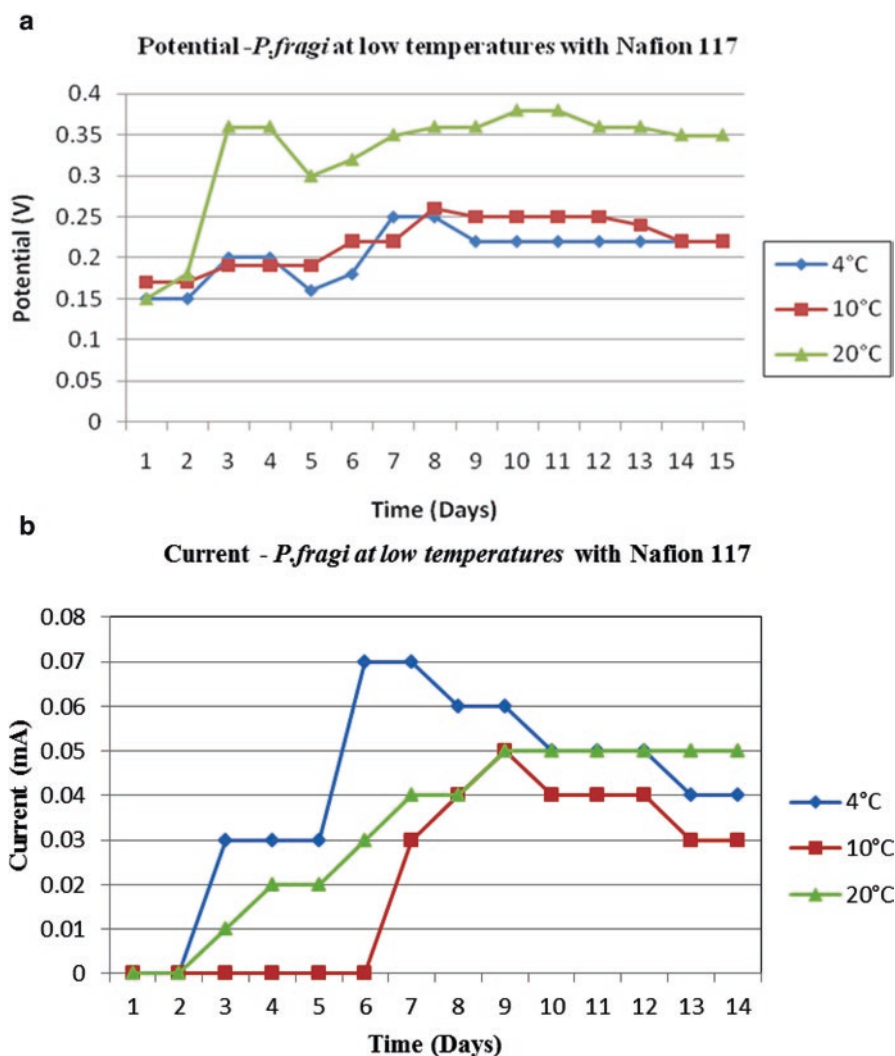 a
Potential -P.fragi at low temperatures with Nafion 117
Potential (V)
0.4
0.35
0.3
0.25
0.2
0.15
0.1
0.05
0
1 2 3 4 5 6 7 8 9 10 11 12 13 14 15
Time (Days)
4°C
10°C
20°C
b
Current - P.fragi at low temperatures with Nafion 117
Current (mA)
0.08
0.07
0.06
0.05
0.04
0.03
0.02
0.01
0
1 2 3 4 5 6 7 8 9 10 11 12 13 14
Time (Days)
4°C
10°C
20°C